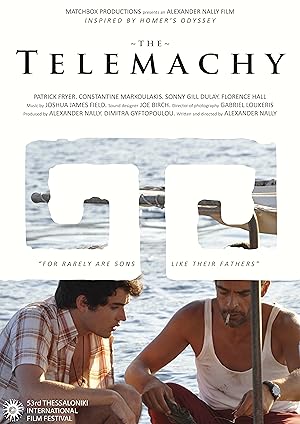 MATCHBOX PRODUCTIONS presents an ALEXANDER NALLY FILM
INSPIRED BY HOMER'S ODYSSEY
~THE~
TELEMACHY
PATRICK FRYER. CONSTANTINE MARKOULAKIS. SONNY GILL DULAY. FLORENCE HALL
Music by JOSHUA JAMES FIELD. Sound designer JOE BIRCH. Director of photography GABRIEL LOUKERIS
Produced by ALEXANDER NALLY. DIMITRA GYFTOPOULOU. Written and directed by ALEXANDER NALLY
"FOR RARELY ARE SONS LIKE THEIR FATHERS"
53rd THESSALONIKI
INTERNATIONAL
FILM FESTIVAL